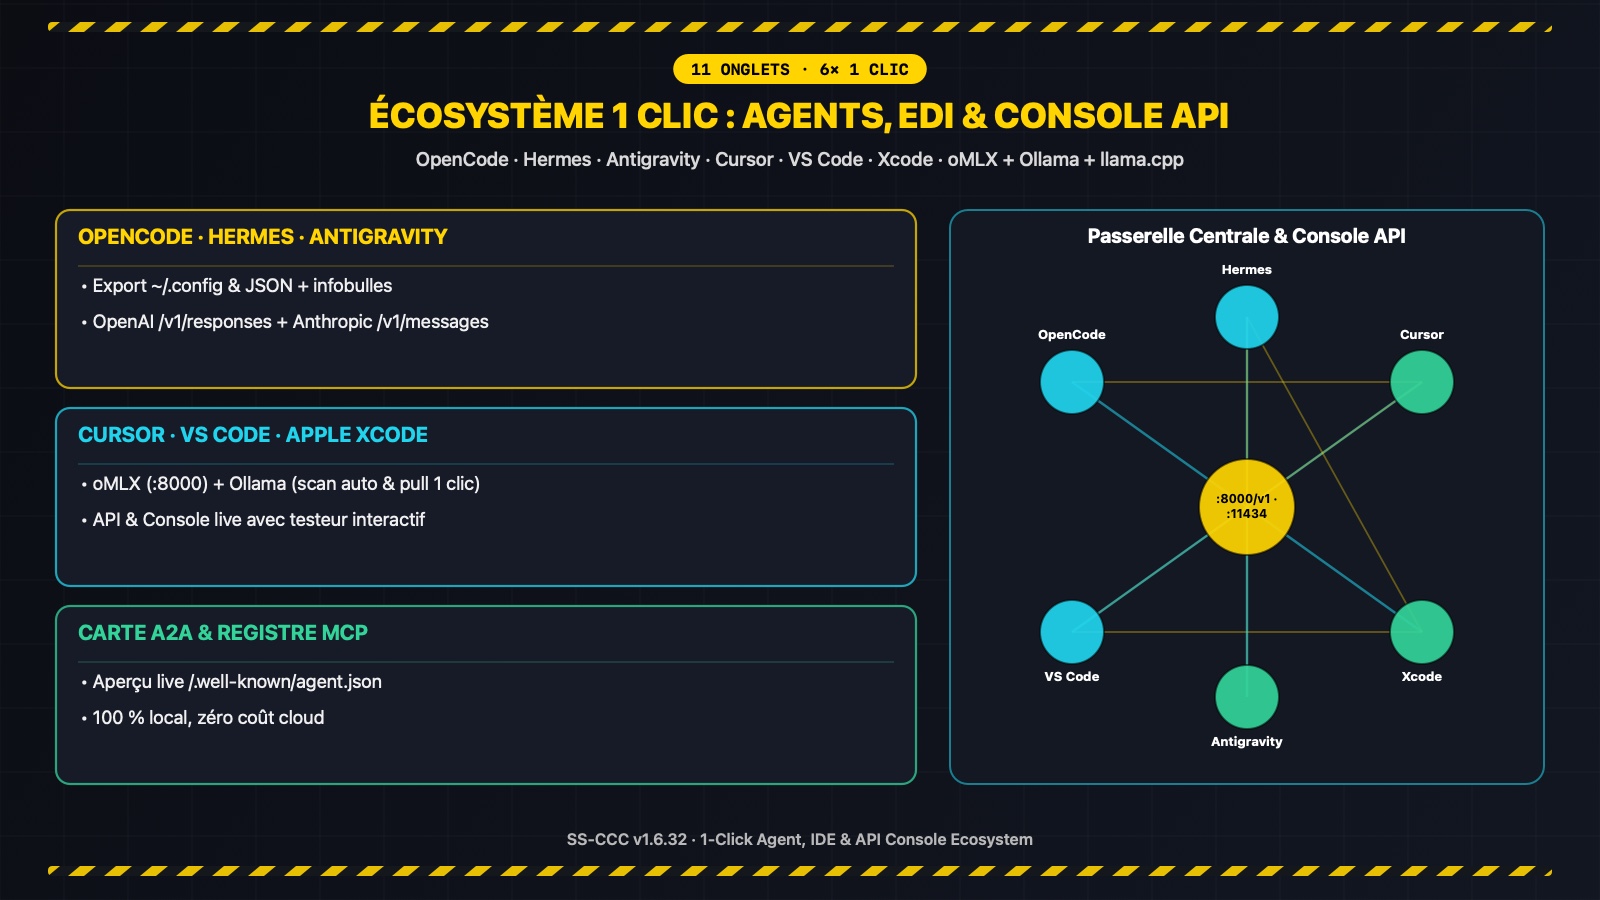 11 ONGLETS · 6× 1 CLIC
ÉCOSYSTÈME 1 CLIC : AGENTS, EDI & CONSOLE API
OpenCode · Hermes · Antigravity · Cursor · VS Code · Xcode · oMLX + Ollama + llama.cpp
OPENCODE · HERMES · ANTIGRAVITY
• Export ~/.config & JSON + infobulles
• OpenAI /v1/responses + Anthropic /v1/messages
CURSOR · VS CODE · APPLE XCODE
• oMLX (:8000) + Ollama (scan auto & pull 1 clic)
• API & Console live avec testeur interactif
CARTE A2A & REGISTRE MCP
• Aperçu live /.well-known/agent.json
• 100 % local, zéro coût cloud
Passerelle Centrale & Console API
Hermes
OpenCode
Cursor
:8000/v1 ·
:11434
VS Code
Xcode
Antigravity
SS-CCC v1.6.32 · 1-Click Agent, IDE & API Console Ecosystem